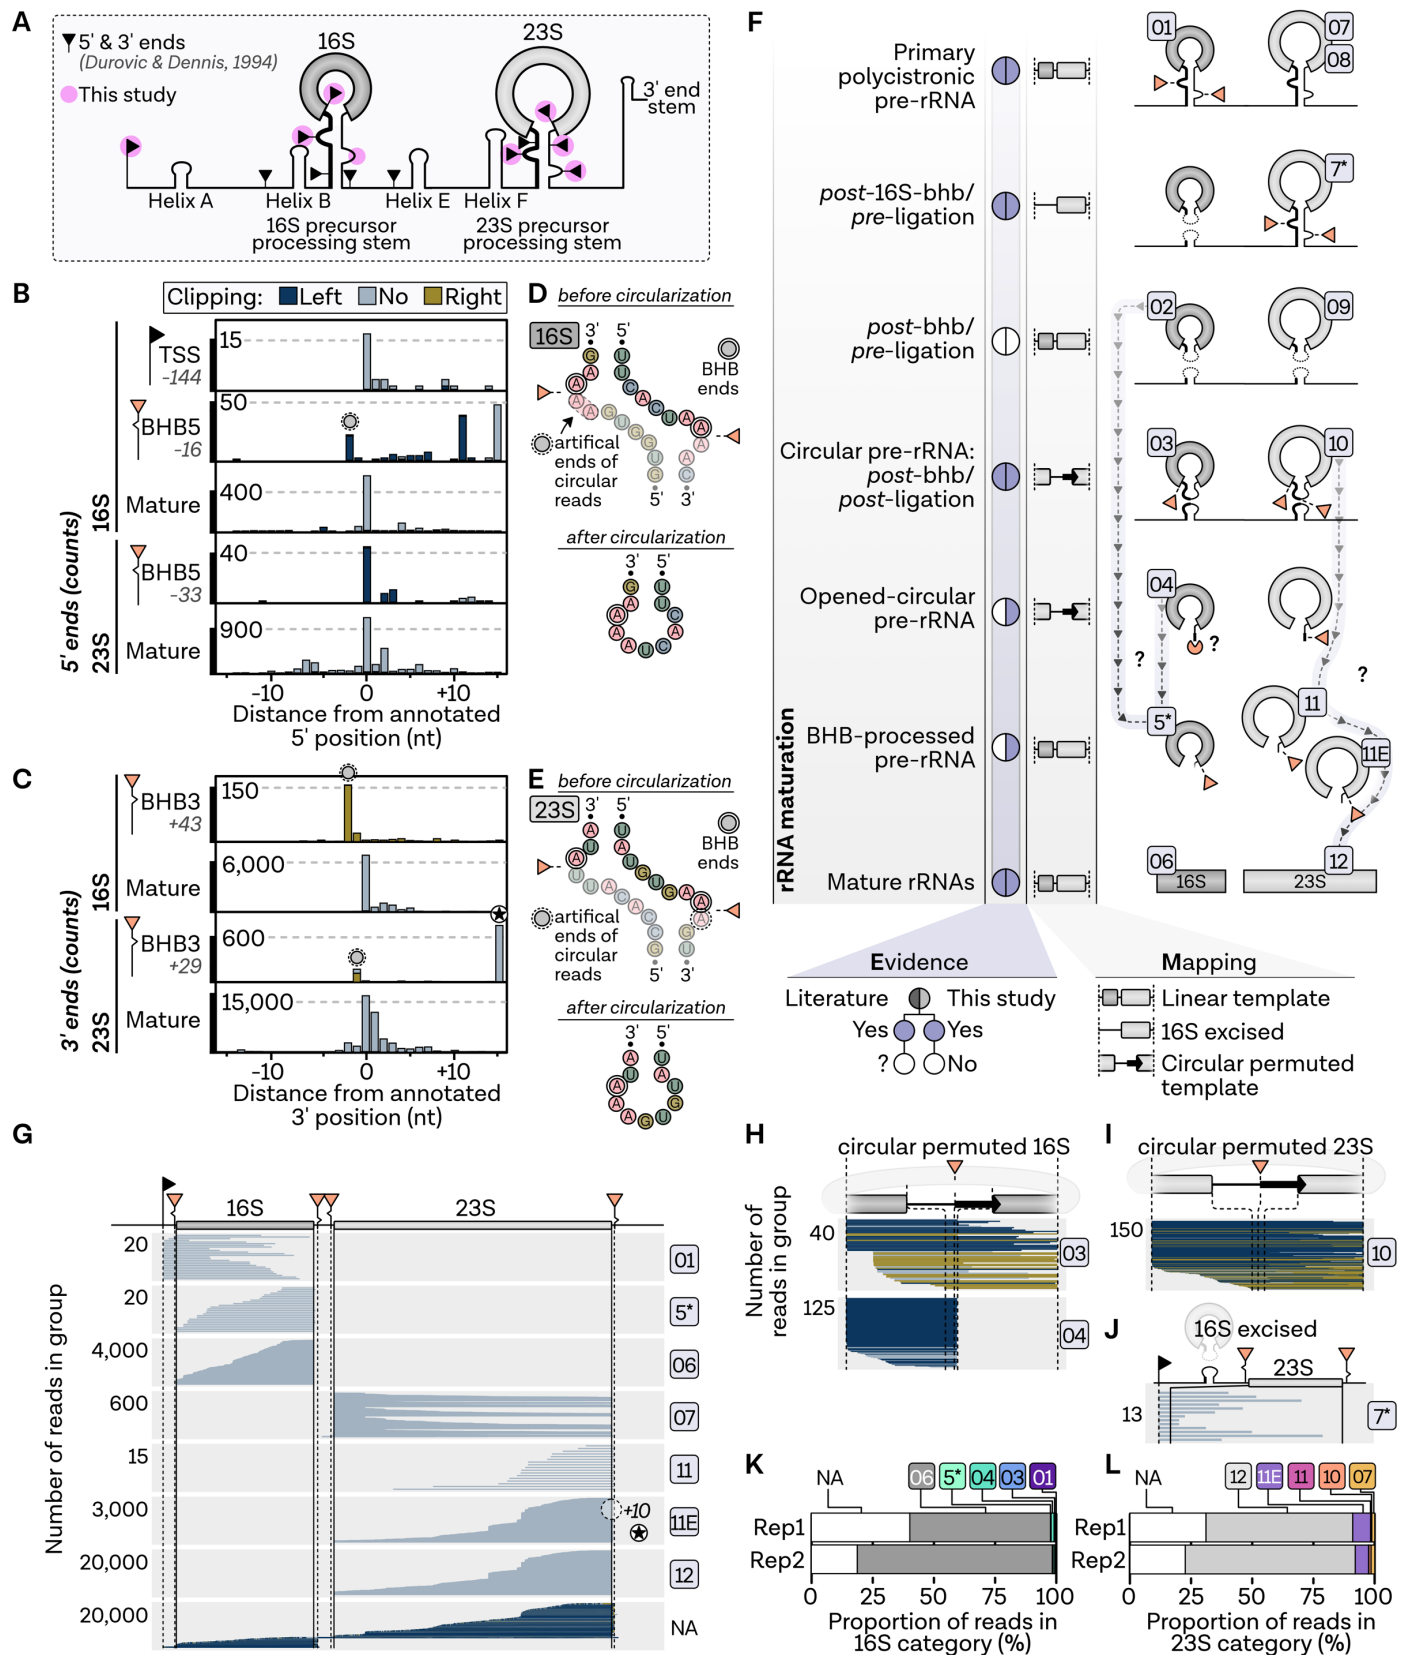 A
5' & 3' ends
(Durovic & Dennis, 1994)
This study
16S
23S
3' end
stem
Helix A
Helix B
Helix E
Helix F
16S precursor
processing stem
23S precursor
processing stem
B
Clipping: Left No Right
TSS
-144
15
BHB5
-16
50
Mature
400
BHB5
-33
40
Mature
900
16S
23S
5' ends (counts)
-10 0 +10
Distance from annotated
5' position (nt)
C
BHB3
+43
150
Mature
6,000
BHB3
+29
600
Mature
15,000
16S
23S
3' ends (counts)
-10 0 +10
Distance from annotated
3' position (nt)
D
before circularization
16S
3' 5'
BHB
ends
artifical
ends of
circular
reads
G A A A A G U G G U G
U U C A C U A A A A C
5' 3'
after circularization
3' 5'
G A A A A U C A C U U
E
before circularization
23S
3' 5'
BHB
ends
artifical
ends of
circular
reads
A U A U U A C A C C G
U A U G U G A A A U G
5' 3'
after circularization
3' 5'
A U A A A G U G U A U
F
rRNA maturation
Primary
polycistronic
pre-rRNA
01
07
08
post-16S-bhb/
pre-ligation
7*
post-bhb/
pre-ligation
02
09
Circular pre-rRNA:
post-bhb/
post-ligation
03
10
Opened-circular
pre-rRNA
04
?
?
?
BHB-processed
pre-rRNA
5*
11
11E
Mature rRNAs
06
16S
12
23S
Evidence
Literature This study
Yes Yes
? No
Mapping
Linear template
16S excised
Circular permuted
template
G
Number of reads in group
16S 23S
20
01
20
5*
4,000
06
600
07
15
11
3,000
11E
+10
20,000
12
20,000
NA
H
circular permuted 16S
Number of
reads in group
40
03
125
04
I
circular permuted 23S
150
10
J
16S excised
23S
13
7*
K
NA 06 5* 04 03 01
Rep1
Rep2
0 25 50 75 100
Proportion of reads in
16S category (%)
L
NA 12 11E 11 10 07
Rep1
Rep2
0 25 50 75 100
Proportion of reads in
23S category (%)